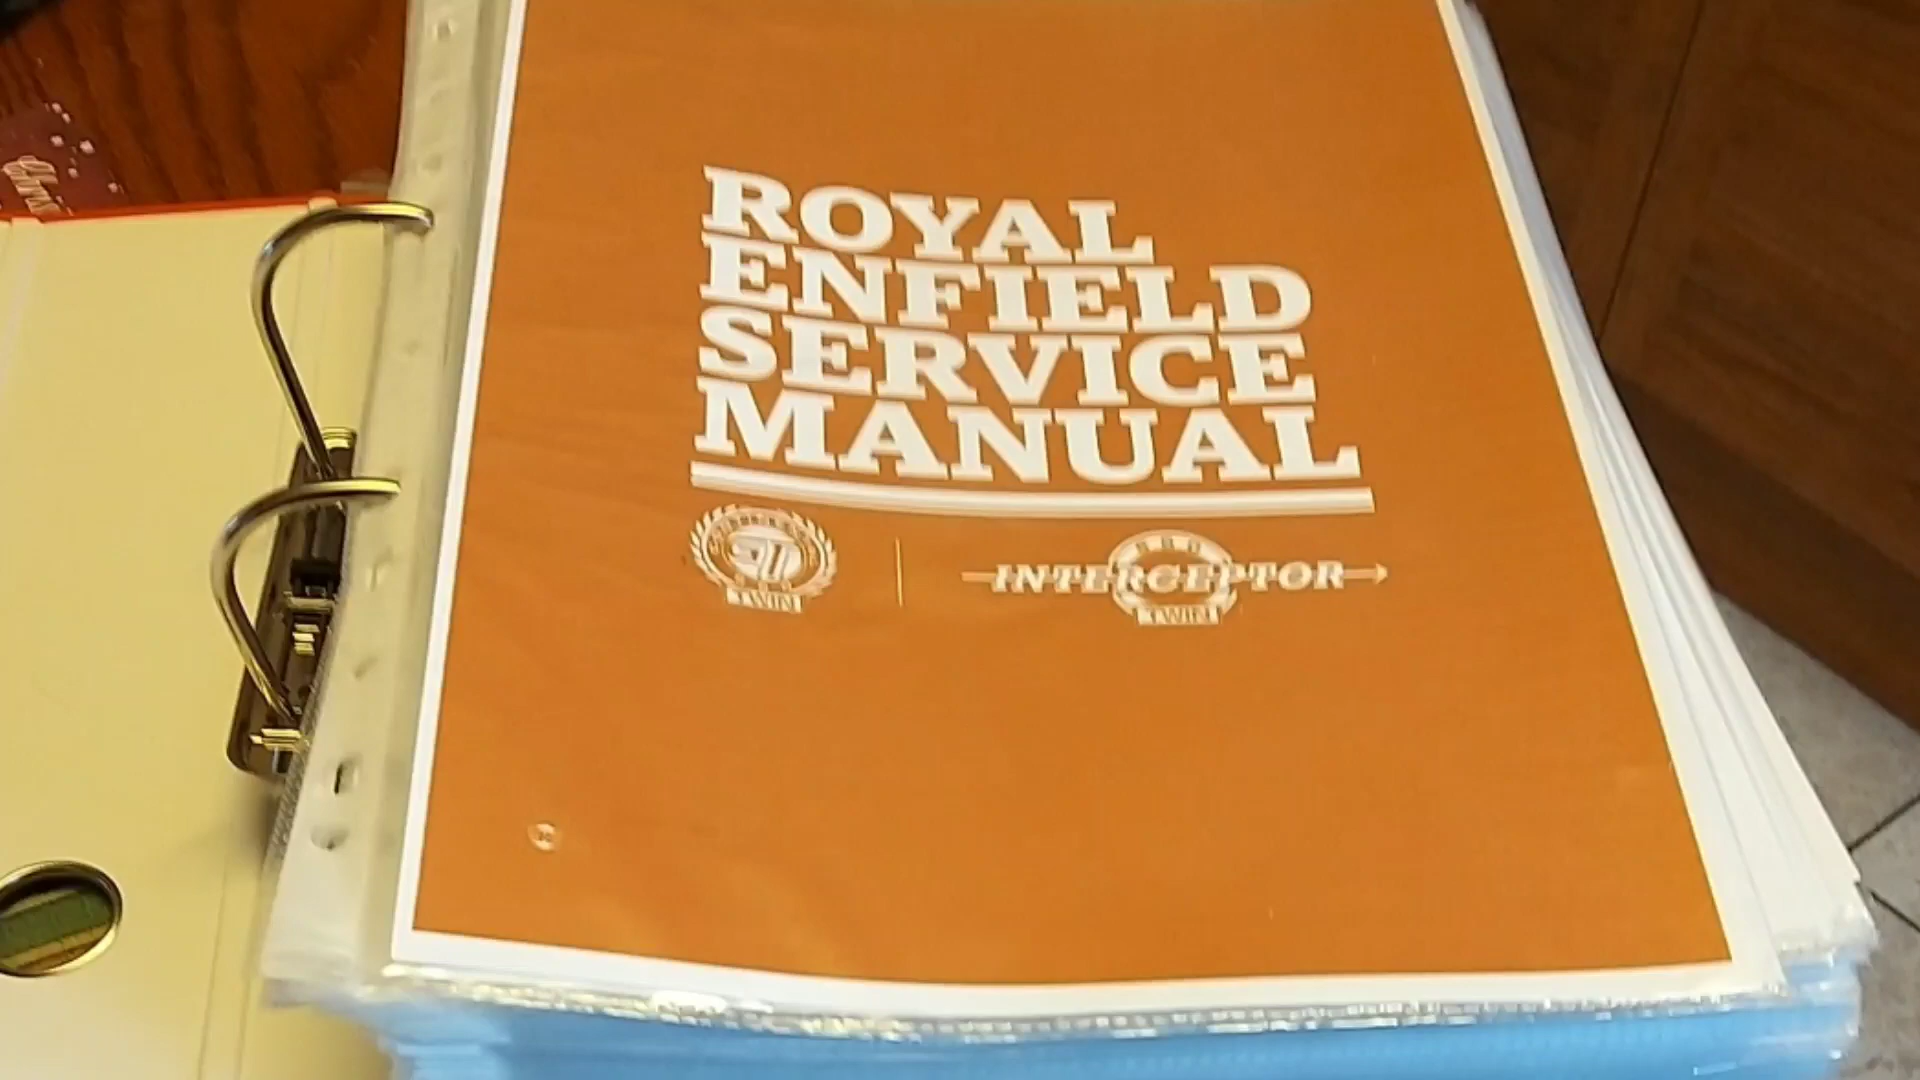 ROYAL
ENFIELD
SERVICE
MANUAL
TWIN
INTERCEPTOR
TWIN